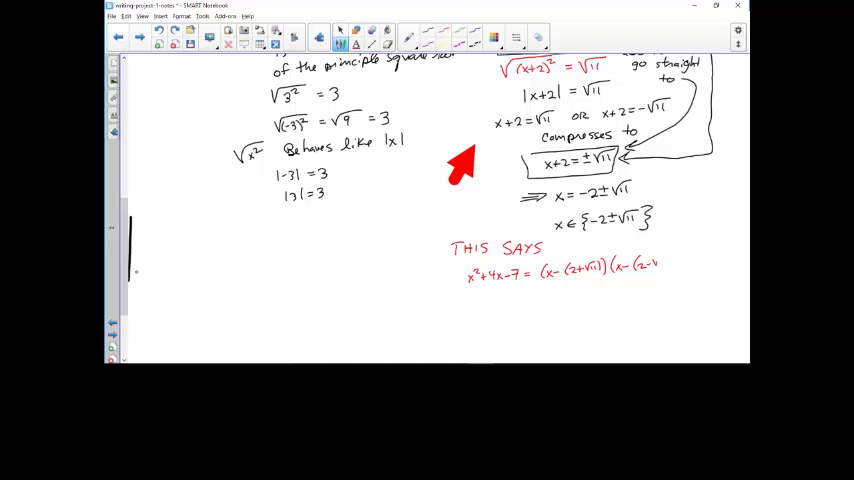 writing-project-1-notes * - SMART Notebook
File Edit View Insert Format Tools Add-ons Help
of the principle square
√3² = 3
√(-3)² = √9 = 3
√x² Behaves like |x|
|-3| = 3
|3| = 3
√(x+2)² = √11
go straight
to
|x+2| = √11
x+2 = √11 OR x+2 = -√11
compresses to
x+2 = ±√11
⇒ x = -2±√11
x ∈ {-2±√11}
THIS SAYS
x²+4x-7 = (x-(2+√11))(x-(2-√